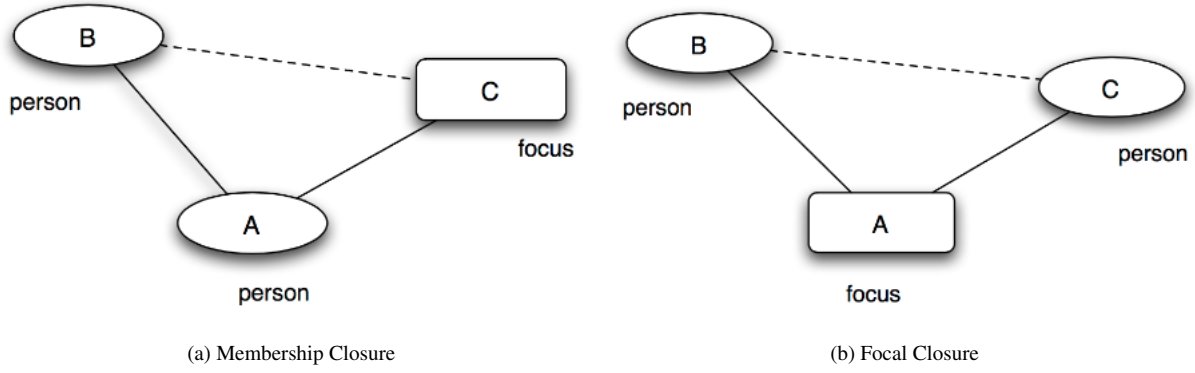 B
person
C
focus
A
person
(a) Membership Closure
B
person
C
person
A
focus
(b) Focal Closure